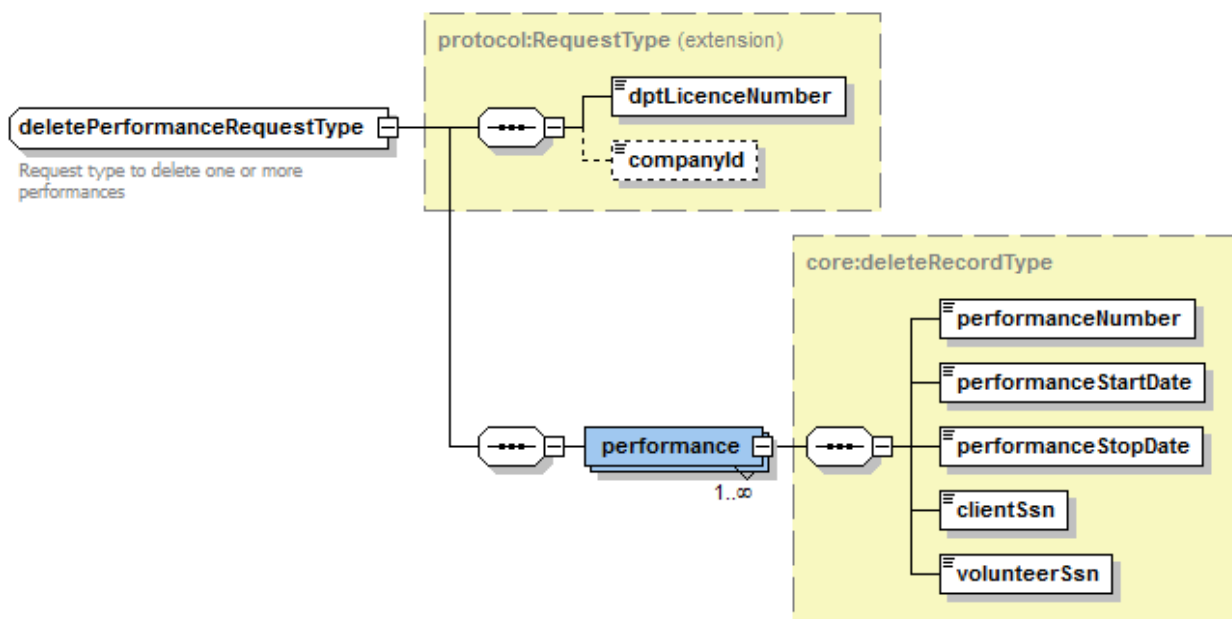 protocol:RequestType (extension)
dptLicenceNumber
deletePerformanceRequestType
companyId
Request type to delete one or more
performances
core:deleteRecordType
performanceNumber
performanceStartDate
performance
performanceStopDate
1..∞
clientSsn
volunteerSsn